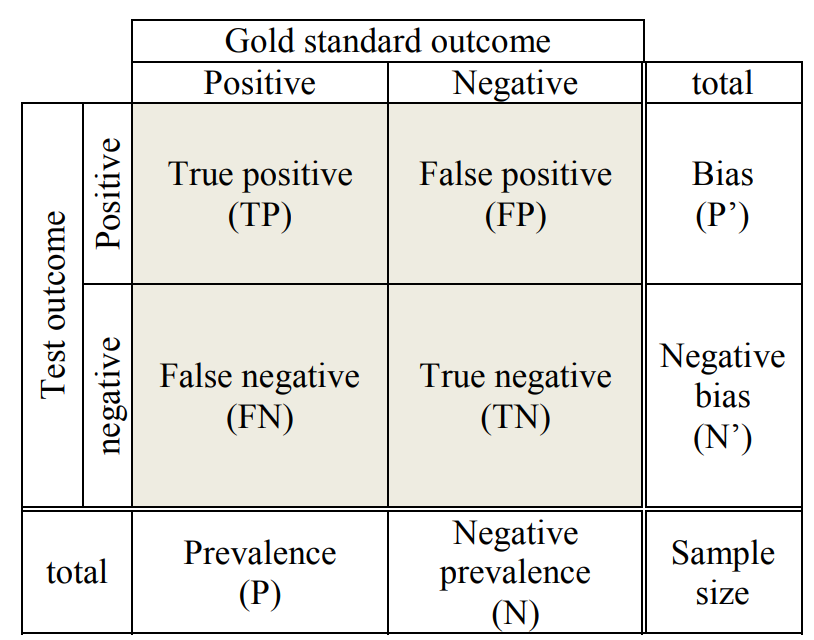 Gold standard outcome
Positive
Negative
total
Test outcome
Positive
True positive
(TP)
False positive
(FP)
Bias
(P’)
negative
False negative
(FN)
True negative
(TN)
Negative
bias
(N’)
total
Prevalence
(P)
Negative
prevalence
(N)
Sample
size